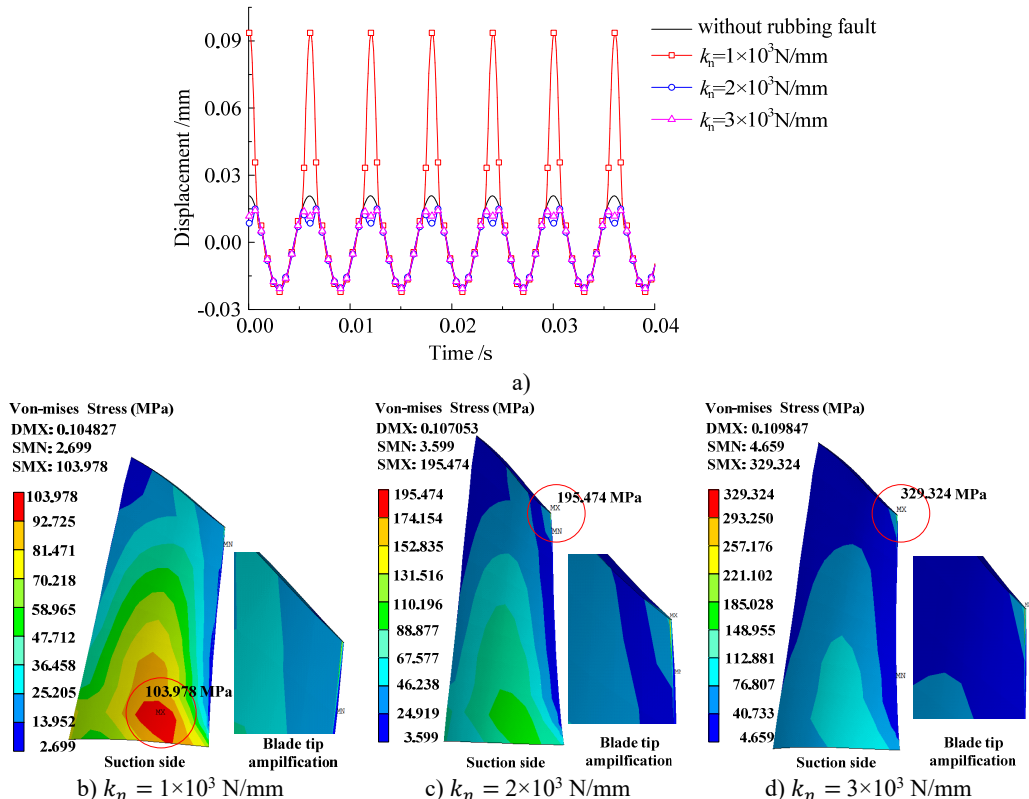 0.09
0.06
0.03
0.00
-0.03
Displacement /mm
0.00
0.01
0.02
0.03
0.04
Time /s
without rubbing fault
kₙ=1×10³N/mm
kₙ=2×10³N/mm
kₙ=3×10³N/mm
a)
Von-mises Stress (MPa)
DMX: 0.104827
SMN: 2.699
SMX: 103.978
103.978
92.725
81.471
70.218
58.965
47.712
36.458
25.205
13.952
2.699
MN
103.978 MPa
MX
MN
Suction side
Blade tip
ampilfication
b) kₙ = 1×10³ N/mm
Von-mises Stress (MPa)
DMX: 0.107053
SMN: 3.599
SMX: 195.474
195.474
174.154
152.835
131.516
110.196
88.877
67.577
46.238
24.919
3.599
195.474 MPa
MX
MN
MX
MN
Suction side
Blade tip
ampilfication
c) kₙ = 2×10³ N/mm
Von-mises Stress (MPa)
DMX: 0.109847
SMN: 4.659
SMX: 329.324
329.324
293.250
257.176
221.102
185.028
148.955
112.881
76.807
40.733
4.659
329.324 MPa
MX
MN
Suction side
Blade tip
ampilfication
d) kₙ = 3×10³ N/mm